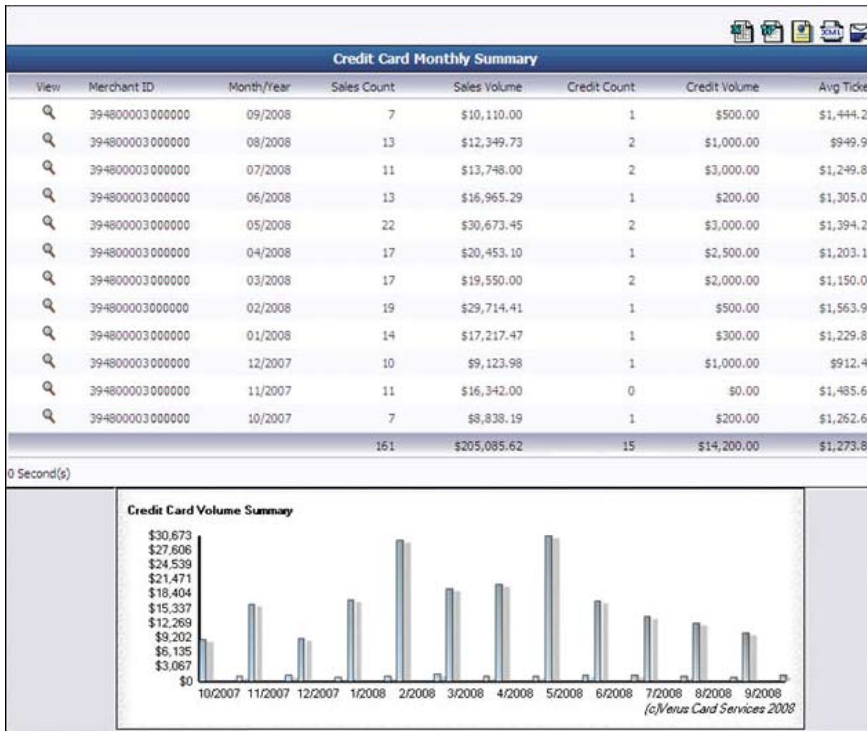 XML
Credit Card Monthly Summary
View Merchant ID Month/Year Sales Count Sales Volume Credit Count Credit Volume Avg Ticke
394800003000000 09/2008 7 $10,110.00 1 $500.00 $1,444.2
394800003000000 08/2008 13 $12,349.73 2 $1,000.00 $949.9
394800003000000 07/2008 11 $13,748.00 2 $3,000.00 $1,249.8
394800003000000 06/2008 13 $16,965.29 1 $200.00 $1,305.0
394800003000000 05/2008 22 $30,673.45 2 $3,000.00 $1,394.2
394800003000000 04/2008 17 $20,453.10 1 $2,500.00 $1,203.1
394800003000000 03/2008 17 $19,550.00 2 $2,000.00 $1,150.0
394800003000000 02/2008 19 $29,714.41 1 $500.00 $1,563.9
394800003000000 01/2008 14 $17,217.47 1 $300.00 $1,229.8
394800003000000 12/2007 10 $9,123.98 1 $1,000.00 $912.4
394800003000000 11/2007 11 $16,342.00 0 $0.00 $1,485.6
394800003000000 10/2007 7 $8,838.19 1 $200.00 $1,262.6
161 $205,085.62 15 $14,200.00 $1,273.8
0 Second(s)
Credit Card Volume Summary
$30,673
$27,606
$24,539
$21,471
$18,404
$15,337
$12,269
$9,202
$6,135
$3,067
$0
10/2007 11/2007 12/2007 1/2008 2/2008 3/2008 4/2008 5/2008 6/2008 7/2008 8/2008 9/2008
(c)Verus Card Services 2008